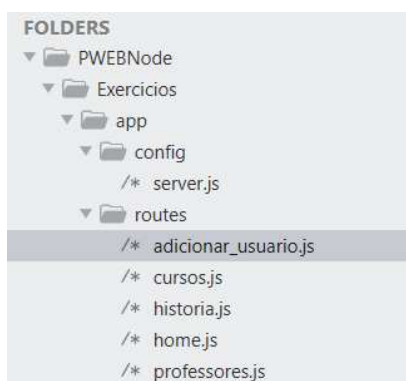 FOLDERS
PWEBNode
Exercicios
app
config
/* server.js
routes
/* adicionar_usuario.js
/* cursos.js
/* historia.js
/* home.js
/* professores.js